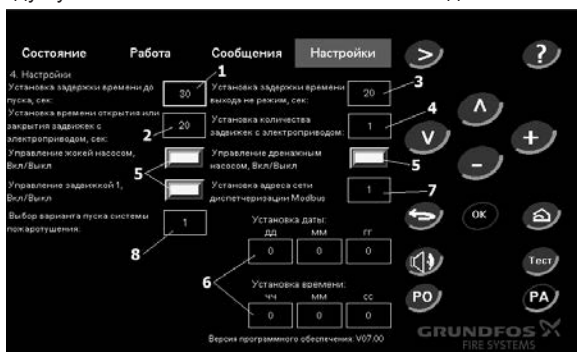 Состояние Работа Сообщения Настройки > ?
4. Настройки
1
Установка задержки времени до
пуска, сек:
30
Установка задержки времени
выхода не режим, сек:
20
3
Установка времени открытия или
закрытия задвижек с
электроприводом, сек:
2
20
Установка количества
задвижек с электроприводом:
1
4
Управление жокей насосом,
Вкл/Выкл
5
Управление дренажным
насосом, Вкл/Выкл
5
Управление задвижкой 1,
Вкл/Выкл
Установка адреса сети
диспетчеризации Modbus
1
7
Выбор варианта пуска системы
пожаротушения:
1
8
Установка даты:
дд мм гг
0 0 0
6
Установка времени:
чч мм сс
0 0 0
Версия программного обеспечения: V07.00
V
+
-
OK
Тест
PO
PA
GRUNDFOS
FIRE SYSTEMS